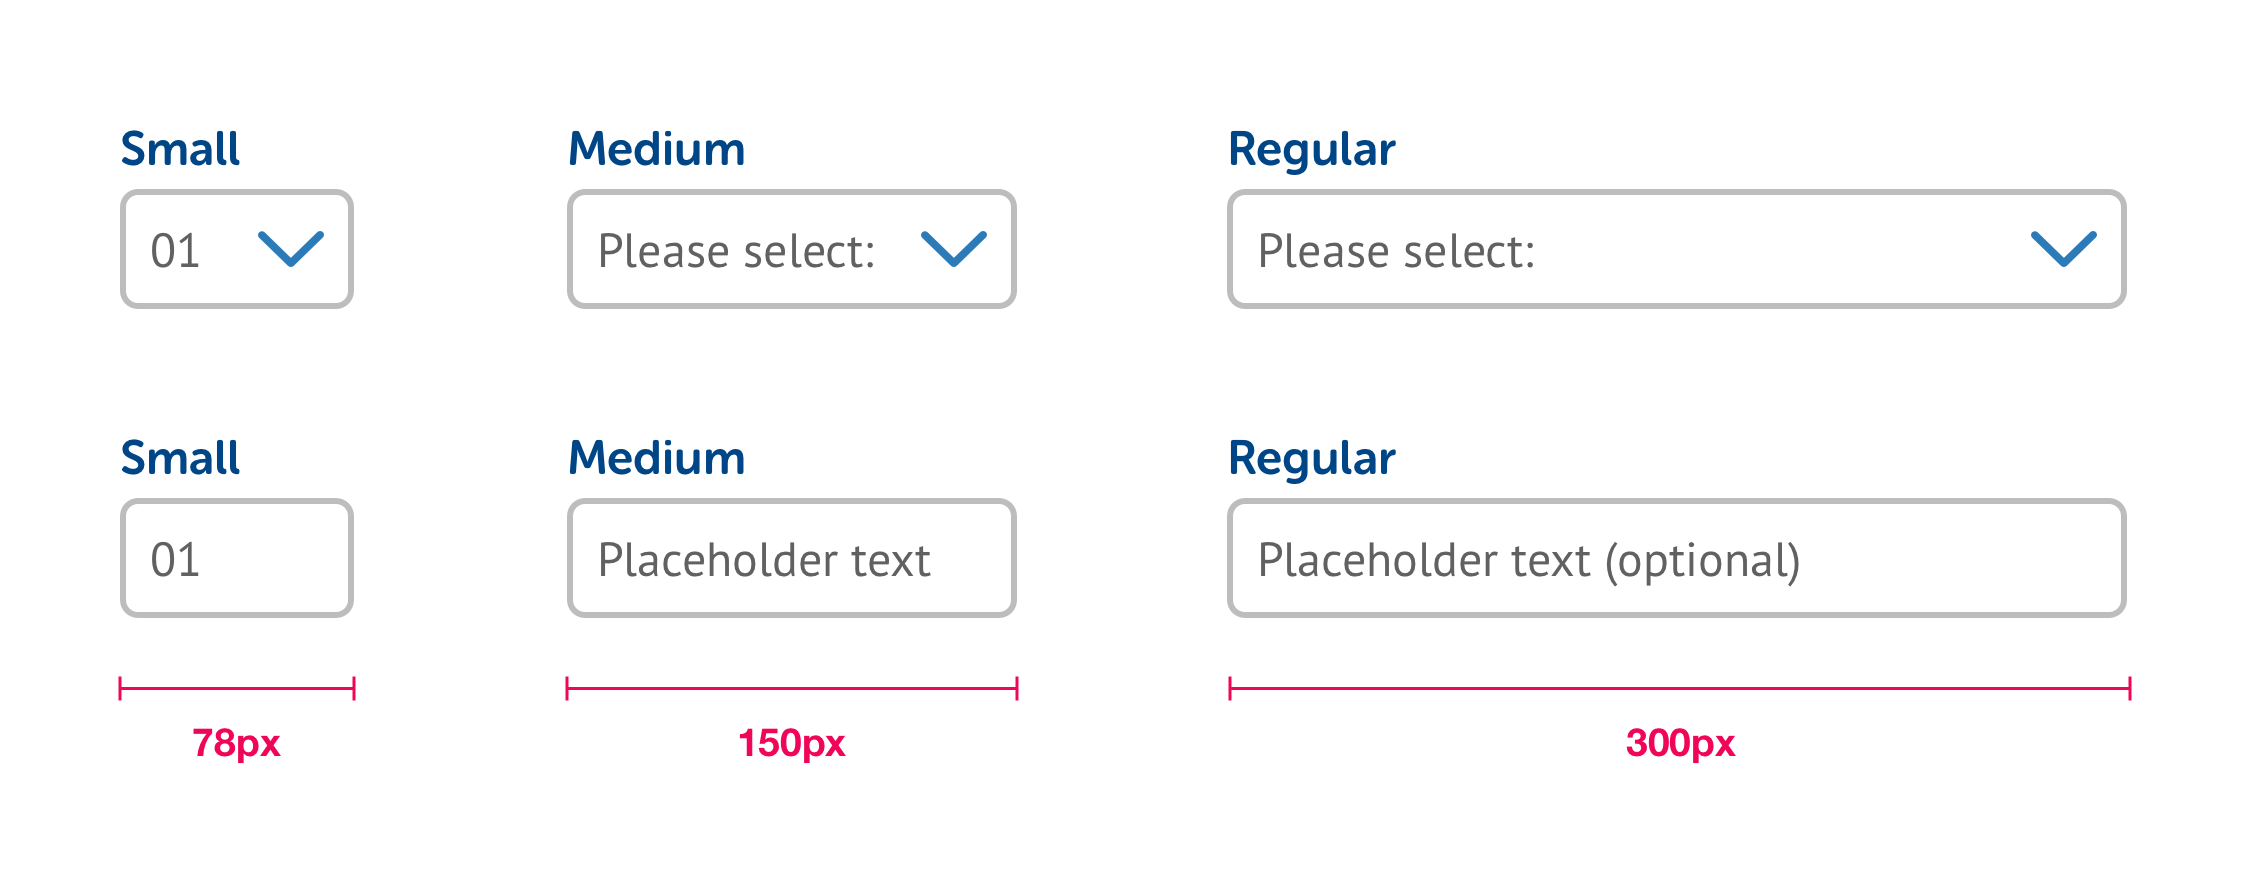 Small
Medium
Regular
01
Please select:
Please select:
Small
Medium
Regular
01
Placeholder text
Placeholder text (optional)
78px
150px
300px